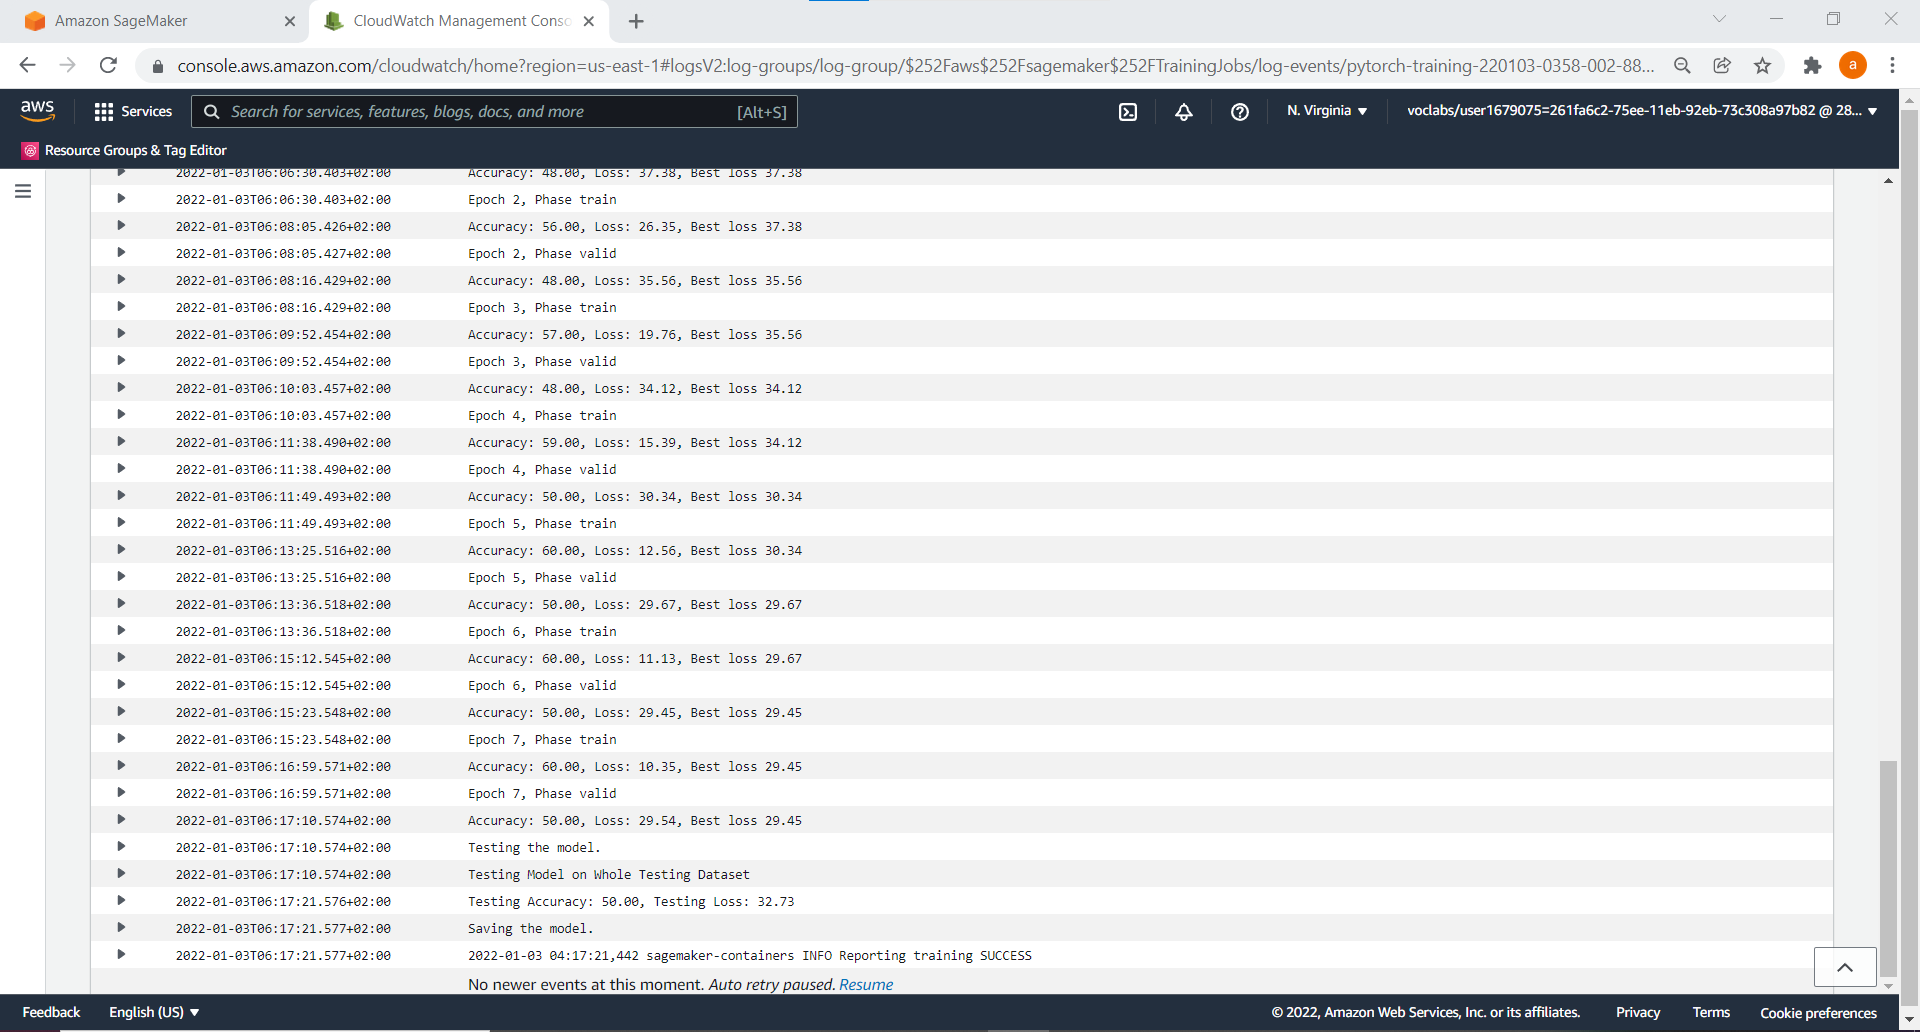 Amazon SageMaker
CloudWatch Management Conso
console.aws.amazon.com/cloudwatch/home?region=us-east-1#logsV2:log-groups/log-group/$252Faws$252Fsagemaker$252FTrainingJobs/log-events/pytorch-training-220103-0358-002-88...
a
aws
Services
Search for services, features, blogs, docs, and more
[Alt+S]
N. Virginia
voclabs/user1679075=261fa6c2-75ee-11eb-92eb-73c308a97b82 @ 28...
Resource Groups & Tag Editor
2022-01-03T06:06:30.403+02:00 Accuracy: 48.00, Loss: 37.38, Best loss 37.38
2022-01-03T06:06:30.403+02:00 Epoch 2, Phase train
2022-01-03T06:08:05.426+02:00 Accuracy: 56.00, Loss: 26.35, Best loss 37.38
2022-01-03T06:08:05.427+02:00 Epoch 2, Phase valid
2022-01-03T06:08:16.429+02:00 Accuracy: 48.00, Loss: 35.56, Best loss 35.56
2022-01-03T06:08:16.429+02:00 Epoch 3, Phase train
2022-01-03T06:09:52.454+02:00 Accuracy: 57.00, Loss: 19.76, Best loss 35.56
2022-01-03T06:09:52.454+02:00 Epoch 3, Phase valid
2022-01-03T06:10:03.457+02:00 Accuracy: 48.00, Loss: 34.12, Best loss 34.12
2022-01-03T06:10:03.457+02:00 Epoch 4, Phase train
2022-01-03T06:11:38.490+02:00 Accuracy: 59.00, Loss: 15.39, Best loss 34.12
2022-01-03T06:11:38.490+02:00 Epoch 4, Phase valid
2022-01-03T06:11:49.493+02:00 Accuracy: 50.00, Loss: 30.34, Best loss 30.34
2022-01-03T06:11:49.493+02:00 Epoch 5, Phase train
2022-01-03T06:13:25.516+02:00 Accuracy: 60.00, Loss: 12.56, Best loss 30.34
2022-01-03T06:13:25.516+02:00 Epoch 5, Phase valid
2022-01-03T06:13:36.518+02:00 Accuracy: 50.00, Loss: 29.67, Best loss 29.67
2022-01-03T06:13:36.518+02:00 Epoch 6, Phase train
2022-01-03T06:15:12.545+02:00 Accuracy: 60.00, Loss: 11.13, Best loss 29.67
2022-01-03T06:15:12.545+02:00 Epoch 6, Phase valid
2022-01-03T06:15:23.548+02:00 Accuracy: 50.00, Loss: 29.45, Best loss 29.45
2022-01-03T06:15:23.548+02:00 Epoch 7, Phase train
2022-01-03T06:16:59.571+02:00 Accuracy: 60.00, Loss: 10.35, Best loss 29.45
2022-01-03T06:16:59.571+02:00 Epoch 7, Phase valid
2022-01-03T06:17:10.574+02:00 Accuracy: 50.00, Loss: 29.54, Best loss 29.45
2022-01-03T06:17:10.574+02:00 Testing the model.
2022-01-03T06:17:10.574+02:00 Testing Model on Whole Testing Dataset
2022-01-03T06:17:21.576+02:00 Testing Accuracy: 50.00, Testing Loss: 32.73
2022-01-03T06:17:21.577+02:00 Saving the model.
2022-01-03T06:17:21.577+02:00 2022-01-03 04:17:21,442 sagemaker-containers INFO Reporting training SUCCESS
No newer events at this moment. Auto retry paused. Resume
Feedback
English (US)
© 2022, Amazon Web Services, Inc. or its affiliates.
Privacy
Terms
Cookie preferences